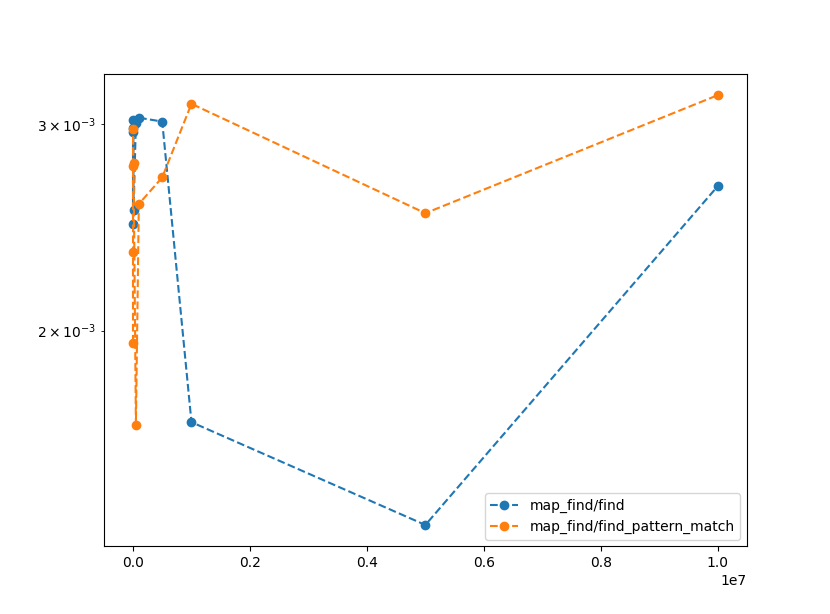 3 × 10⁻³
2 × 10⁻³
0.0 0.2 0.4 0.6 0.8 1.0
1e7
map_find/find
map_find/find_pattern_match